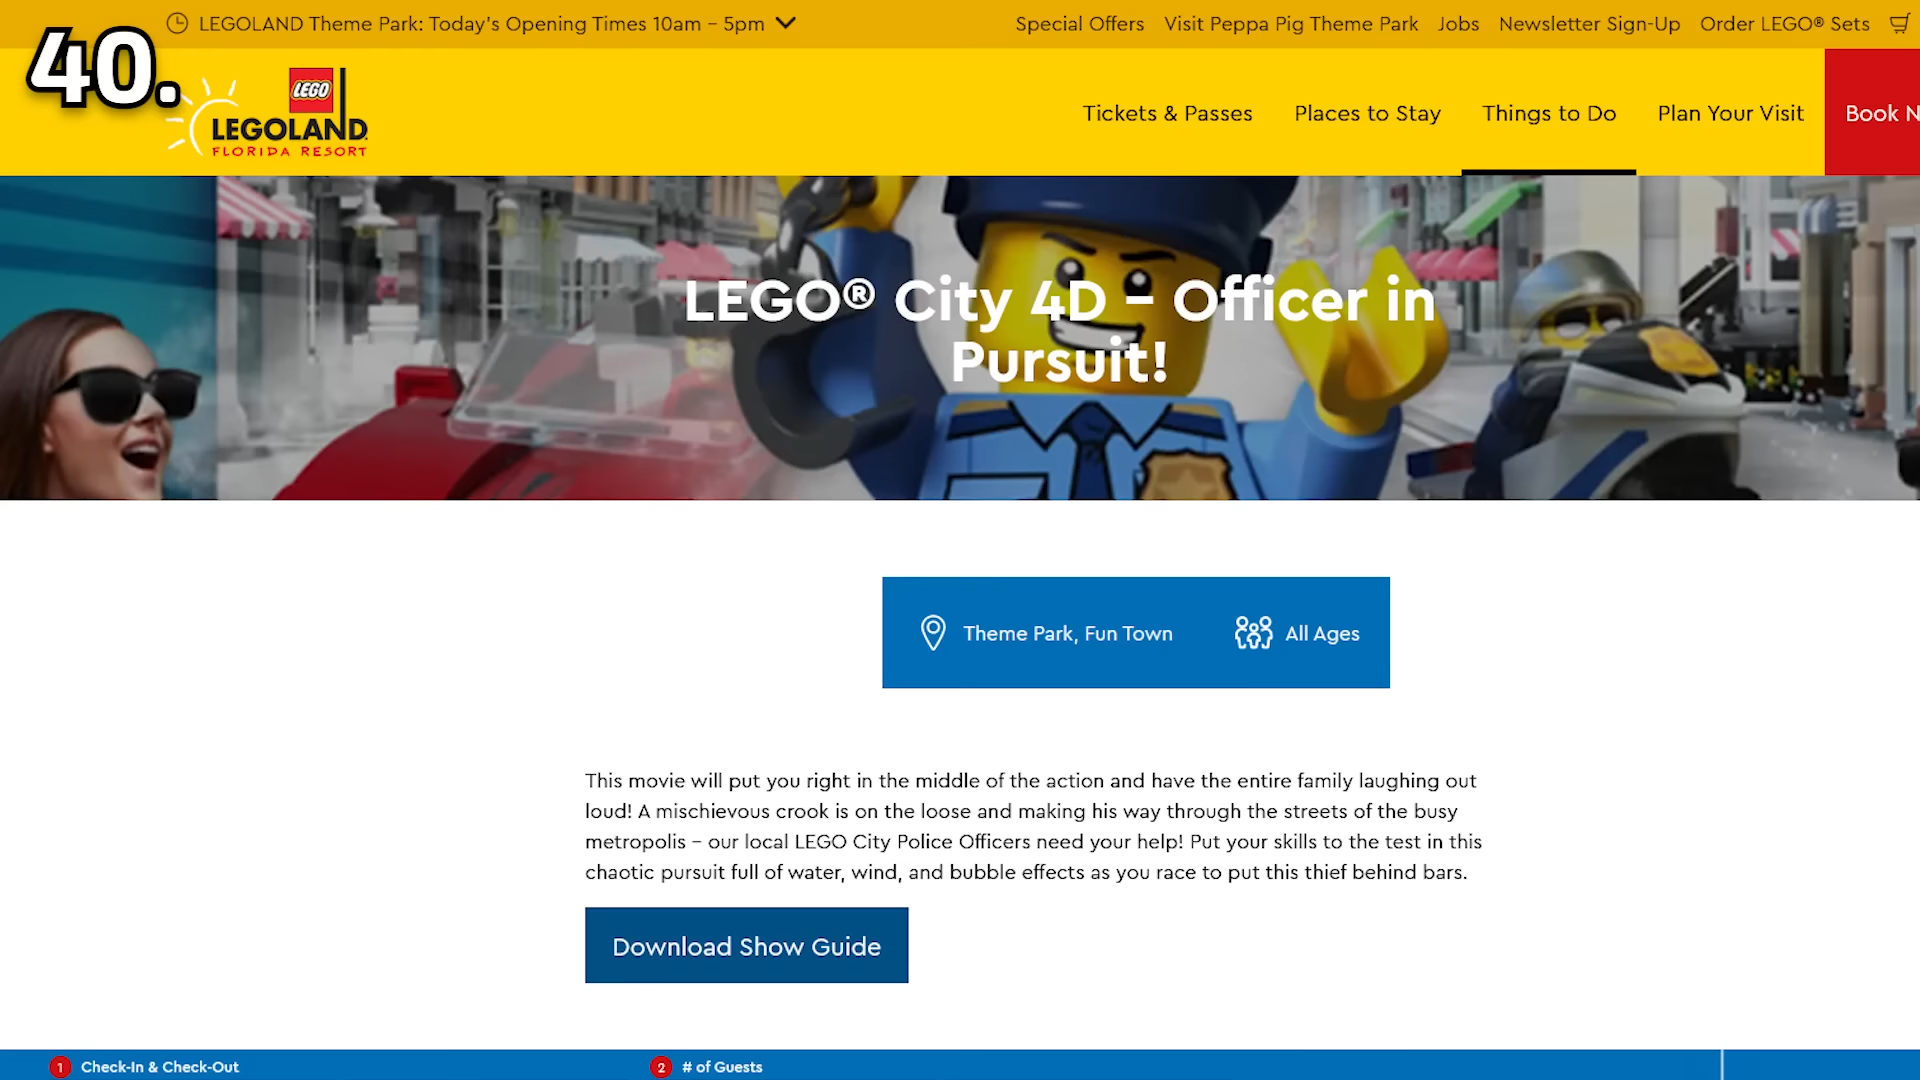 40.
LEGOLAND Theme Park: Today's Opening Times 10am – 5pm
Special Offers
Visit Peppa Pig Theme Park
Jobs
Newsletter Sign-Up
Order LEGO® Sets
LEGO
LEGOLAND
FLORIDA RESORT
Tickets & Passes
Places to Stay
Things to Do
Plan Your Visit
Book N
LEGO® City 4D – Officer in
Pursuit!
Theme Park, Fun Town
All Ages
This movie will put you right in the middle of the action and have the entire family laughing out
loud! A mischievous crook is on the loose and making his way through the streets of the busy
metropolis – our local LEGO City Police Officers need your help! Put your skills to the test in this
chaotic pursuit full of water, wind, and bubble effects as you race to put this thief behind bars.
Download Show Guide
1 Check-In & Check-Out
2 # of Guests